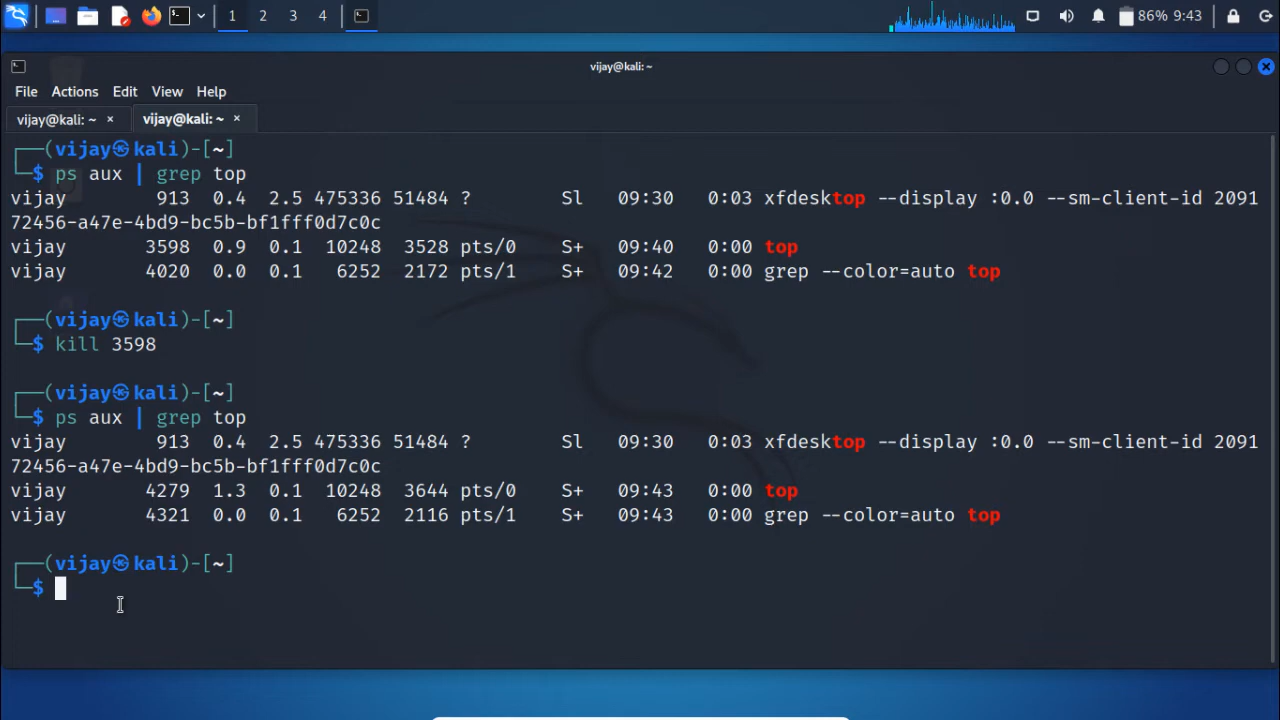 1 2 3 4 86% 9:43
vijay@kali: ~
File Actions Edit View Help
vijay@kali: ~ × vijay@kali: ~ ×
┌──(vijay㉿kali)-[~]
└─$ ps aux | grep top
vijay 913 0.4 2.5 475336 51484 ? Sl 09:30 0:03 xfdesktop --display :0.0 --sm-client-id 2091
72456-a47e-4bd9-bc5b-bf1fff0d7c0c
vijay 3598 0.9 0.1 10248 3528 pts/0 S+ 09:40 0:00 top
vijay 4020 0.0 0.1 6252 2172 pts/1 S+ 09:42 0:00 grep --color=auto top
┌──(vijay㉿kali)-[~]
└─$ kill 3598
┌──(vijay㉿kali)-[~]
└─$ ps aux | grep top
vijay 913 0.4 2.5 475336 51484 ? Sl 09:30 0:03 xfdesktop --display :0.0 --sm-client-id 2091
72456-a47e-4bd9-bc5b-bf1fff0d7c0c
vijay 4279 1.3 0.1 10248 3644 pts/0 S+ 09:43 0:00 top
vijay 4321 0.0 0.1 6252 2116 pts/1 S+ 09:43 0:00 grep --color=auto top
┌──(vijay㉿kali)-[~]
└─$